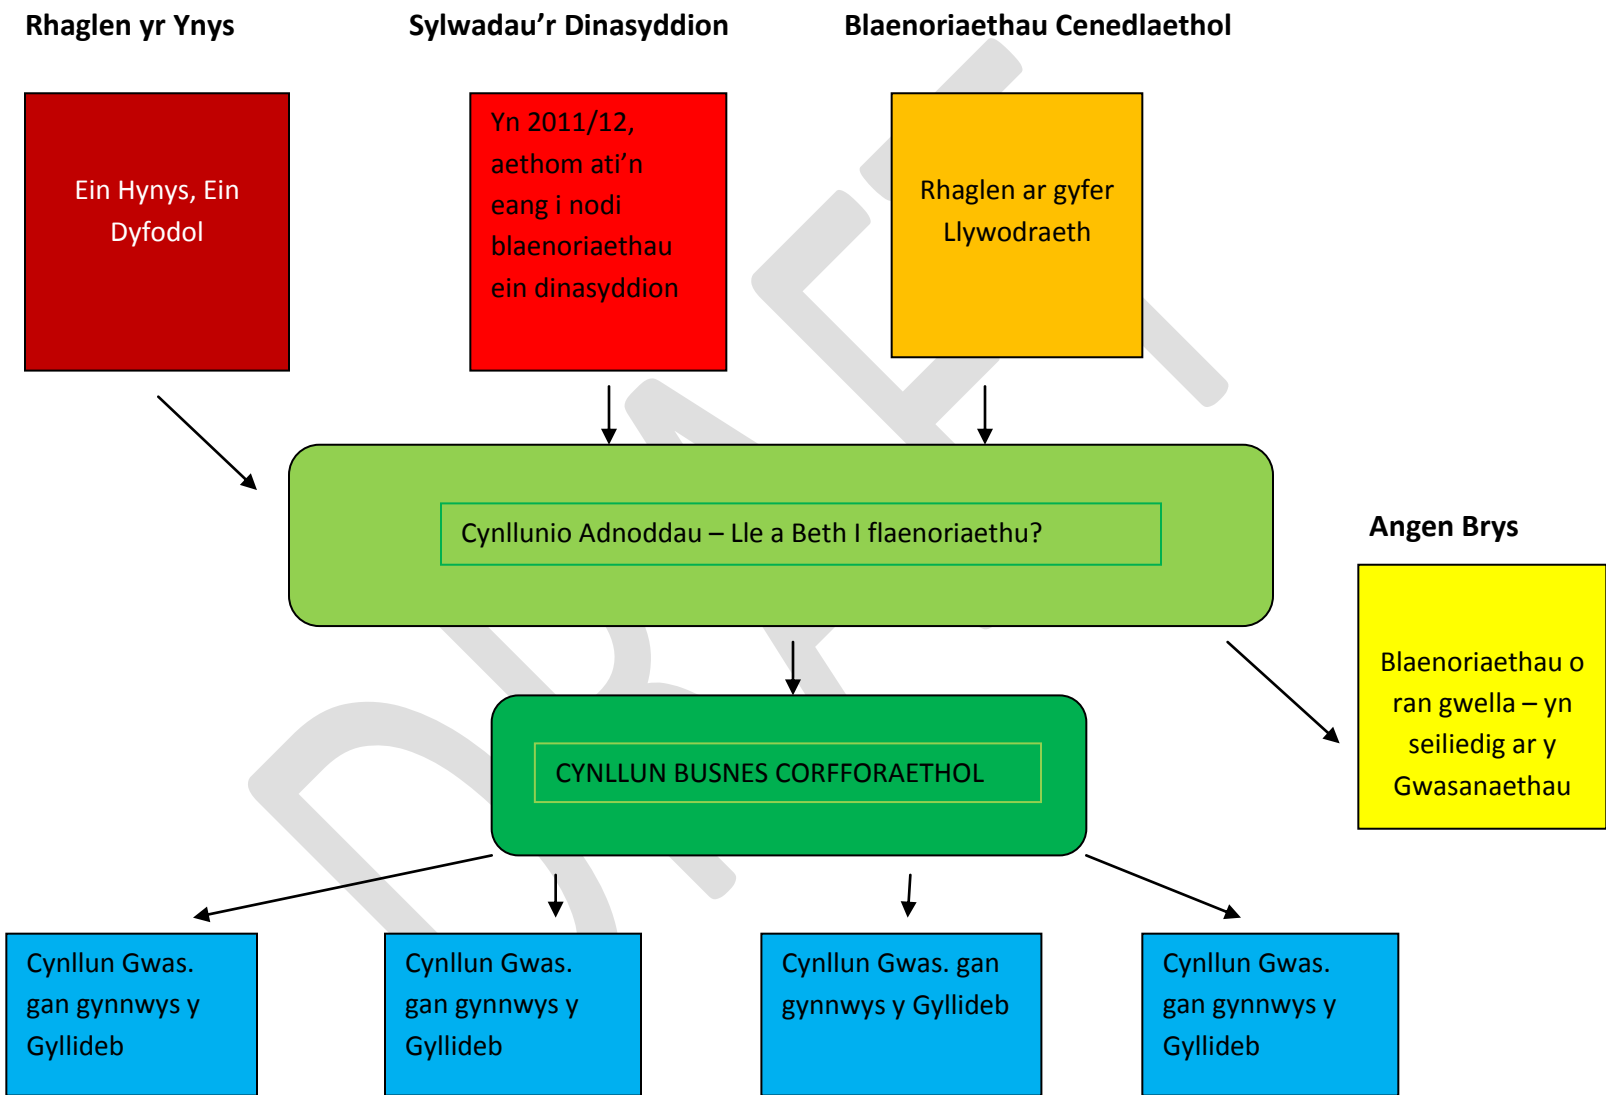 Rhaglen yr Ynys
Sylwadau’r Dinasyddion
Blaenoriaethau Cenedlaethol
Ein Hynys, Ein
Dyfodol
Yn 2011/12,
aethom ati’n
eang i nodi
blaenoriaethau
ein dinasyddion
Rhaglen ar gyfer
Llywodraeth
Cynllunio Adnoddau – Lle a Beth I flaenoriaethu?
Angen Brys
Blaenoriaethau o
ran gwella – yn
seiliedig ar y
Gwasanaethau
CYNLLUN BUSNES CORFFORAETHOL
Cynllun Gwas.
gan gynnwys y
Gyllideb
Cynllun Gwas.
gan gynnwys y
Gyllideb
Cynllun Gwas. gan
gynnwys y Gyllideb
Cynllun Gwas.
gan gynnwys y
Gyllideb
DRAFT